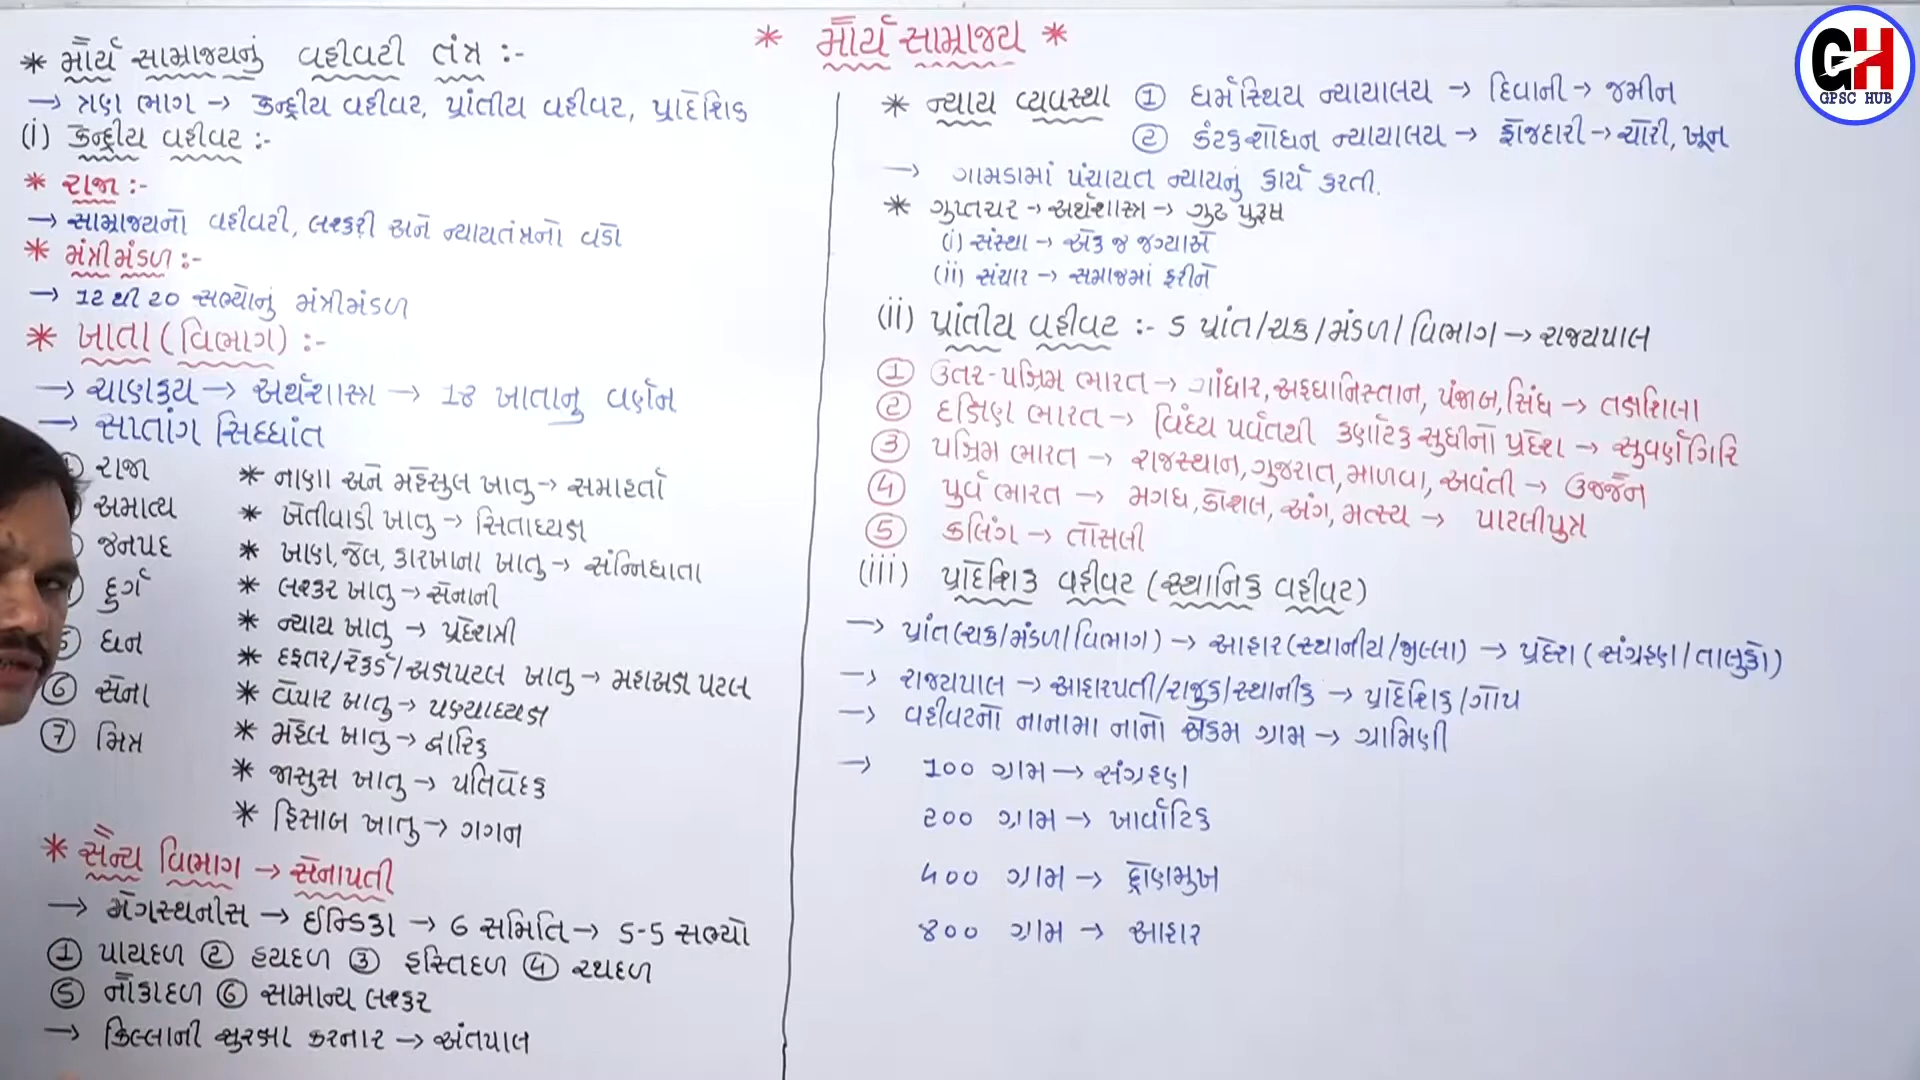 * મૌર્ય સામ્રાજ્ય *
GH
GPSC HUB
* મૌર્ય સામ્રાજ્યનું વહીવટી તંત્ર :-
→ ત્રણ ભાગ → કેન્દ્રીય વહીવટ, પ્રાંતીય વહીવટ, પ્રાદેશિક
(i) કેન્દ્રીય વહીવટ :-
* રાજા :-
→ સામ્રાજ્યનો વહીવટી, લશ્કરી અને ન્યાયતંત્રનો વડો
* મંત્રીમંડળ :-
→ 12 થી 20 સભ્યોનું મંત્રીમંડળ
* ખાતા (વિભાગ) :-
→ ચાણક્ય → અર્થશાસ્ત્ર → 18 ખાતાનુ વર્ણન
→ સપ્તાંગ સિદ્ધાંત
રાજા
અમાત્ય
જનપદ
દુર્ગ
ધન
⑥ સેના
⑦ મિત્ર
* નાણા અને મહેસુલ ખાતુ → સમાહર્તા
* ખેતીવાડી ખાતુ → સિતાધ્યક્ષ
* ખાણ, જેલ, કારખાના ખાતુ → સંન્નિધાતા
* લશ્કર ખાતુ → સેનાની
* ન્યાય ખાતુ → પ્રદેશત્રી
* દફતર/રેકર્ડ/અક્ષપટલ ખાતુ → મહાઅક્ષ પટલ
* વેપાર ખાતુ → પણ્યાધ્યક્ષ
* મહેલ ખાતુ → દ્વારિક
* જાસુસ ખાતુ → પતિવેદક
* હિસાબ ખાતુ → ગગન
* સૈન્ય વિભાગ → સેનાપતી
→ મેગસ્થનીસ → ઈન્ડિકા → 6 સમિતિ → 5-5 સભ્યો
① પાયદળ ② હયદળ ③ હસ્તિદળ ④ રથદળ
⑤ નૌકાદળ ⑥ સામાન્ય લશ્કર
→ કિલ્લાની સુરક્ષા કરનાર → અંતપાલ
* ન્યાય વ્યવસ્થા ① ધર્મસ્થિય ન્યાયાલય → દિવાની → જમીન
② કંટકશોધન ન્યાયાલય → ફોજદારી → ચોરી, ખૂન
→ ગામડામાં પંચાયત ન્યાયનું કાર્ય કરતી.
* ગુપ્તચર → અર્થશાસ્ત્ર → ગુઢ પુરૂષ
(i) સંસ્થા → એક જ જગ્યાએ
(ii) સંચાર → સમાજમાં ફરીને
(ii) પ્રાંતીય વહીવટ :- 5 પ્રાંત/ચક્ર/મંડળ/વિભાગ → રાજ્યપાલ
① ઉતર-પશ્ચિમ ભારત → ગાંધાર, અફઘાનિસ્તાન, પંજાબ, સિંધ → તક્ષશિલા
② દક્ષિણ ભારત → વિંધ્ય પર્વતથી કર્ણાટક સુધીનો પ્રદેશ → સુવર્ણગિરિ
③ પશ્ચિમ ભારત → રાજસ્થાન, ગુજરાત, માળવા, અવંતી → ઉજ્જૈન
④ પુર્વ ભારત → મગધ, કોશલ, અંગ, મત્સ્ય → પાટલીપુત્ર
⑤ કલિંગ → તોસલી
(iii) પ્રાદેશિક વહીવટ (સ્થાનિક વહીવટ)
→ પ્રાંત(ચક્ર/મંડળ/વિભાગ) → આહાર(સ્થાનીય/જીલ્લા) → પ્રદેશ(સંગ્રહણ/તાલુકો)
→ રાજ્યપાલ → આહારપતી/રાજુક/સ્થાનીક → પ્રાદેશિક/ગોપ
→ વહીવટનો નાનામા નાનો એકમ ગ્રામ → ગ્રામિણી
→ 100 ગ્રામ → સંગ્રહણ
૨00 ગ્રામ → ખાર્વાટિક
400 ગ્રામ → દ્રોણમુખ
800 ગ્રામ → આહાર